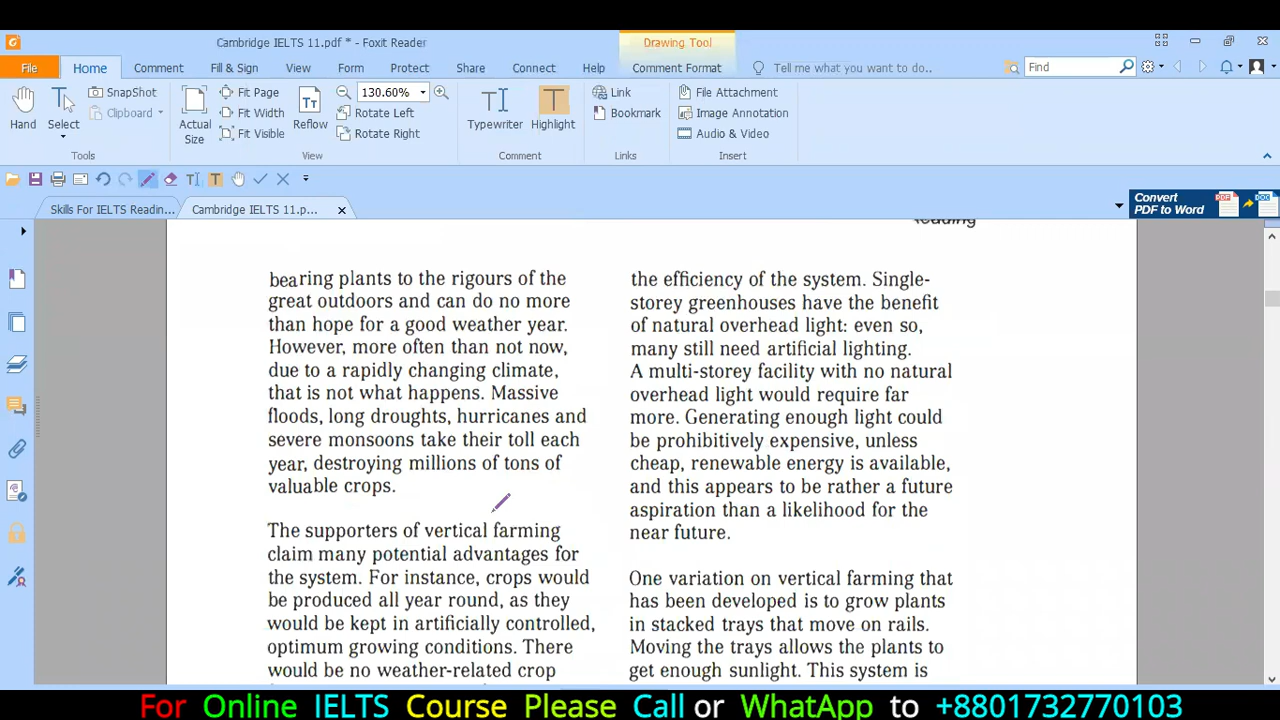 Cambridge IELTS 11.pdf * - Foxit Reader
Drawing Tool
File
Home
Comment
Fill & Sign
View
Form
Protect
Share
Connect
Help
Comment Format
Tell me what you want to do..
Find
Hand
Select
SnapShot
Clipboard
Tools
Actual Size
Fit Page
Fit Width
Fit Visible
Reflow
130.60%
Rotate Left
Rotate Right
View
Typewriter
Highlight
Comment
Link
Bookmark
Links
File Attachment
Image Annotation
Audio & Video
Insert
Skills For IELTS Readin...
Cambridge IELTS 11.p...
Convert
PDF to Word
Reading
bearing plants to the rigours of the
great outdoors and can do no more
than hope for a good weather year.
However, more often than not now,
due to a rapidly changing climate,
that is not what happens. Massive
floods, long droughts, hurricanes and
severe monsoons take their toll each
year, destroying millions of tons of
valuable crops.
The supporters of vertical farming
claim many potential advantages for
the system. For instance, crops would
be produced all year round, as they
would be kept in artificially controlled,
optimum growing conditions. There
would be no weather-related crop
the efficiency of the system. Single-
storey greenhouses have the benefit
of natural overhead light: even so,
many still need artificial lighting.
A multi-storey facility with no natural
overhead light would require far
more. Generating enough light could
be prohibitively expensive, unless
cheap, renewable energy is available,
and this appears to be rather a future
aspiration than a likelihood for the
near future.
One variation on vertical farming that
has been developed is to grow plants
in stacked trays that move on rails.
Moving the trays allows the plants to
get enough sunlight. This system is
For Online IELTS Course Please Call or WhatApp to +8801732770103